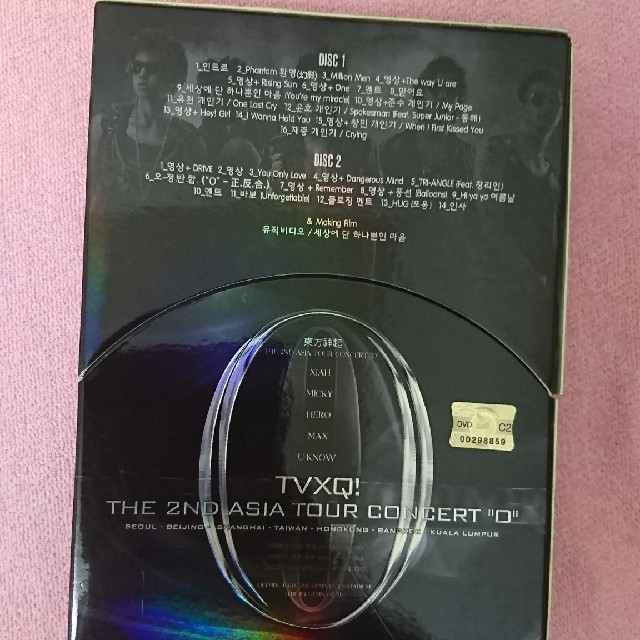 DISC 1
1_인트로 2_Phantom 환영(幻影) 3_Million Men 4_영상+The way U are
5_영상+ Rising Sun 6_영상+ One 7_멘트 8_믿어요
9_세상에 단 하나뿐인 마음 (You're my miracle) 10_영상+준수 개인기 / My Page
11_유천 개인기 / One Last Cry 12_윤호 개인기 / Spokesman (Feat. Super Junior - 동해)
13_영상+ Hey! Girl 14_I Wanna Hold You 15_영상+ 창민 개인기 / When I First Kissed You
16_재중 개인기 / Crying
DISC 2
1_영상+ DRIVE 2_영상 3_You Only Love 4_영상+ Dangerous Mind 5_TRI-ANGLE (Feat. 장리인)
6_오-정반합 ("O" - 正.反.合.) 7_영상 + Remember 8_영상 + 풍선 (Balloons) 9_Hi ya ya 여름날
10_멘트 11_바보 (Unforgettable) 12_클로징 멘트 13_HUG (포옹) 14_인사
& Making Film
뮤직비디오 / 세상에 단 하나뿐인 마음
東方神起
THE 2ND ASIA TOUR CONCERT "O"
XIAH
MICKY
HERO
MAX
U:KNOW
DVD C2
00298859
TVXQ!
THE 2ND ASIA TOUR CONCERT "O"
SEOUL - BEIJING - SHANGHAI - TAIWAN - HONGKONG - BANGKOK - KUALA LUMPUR